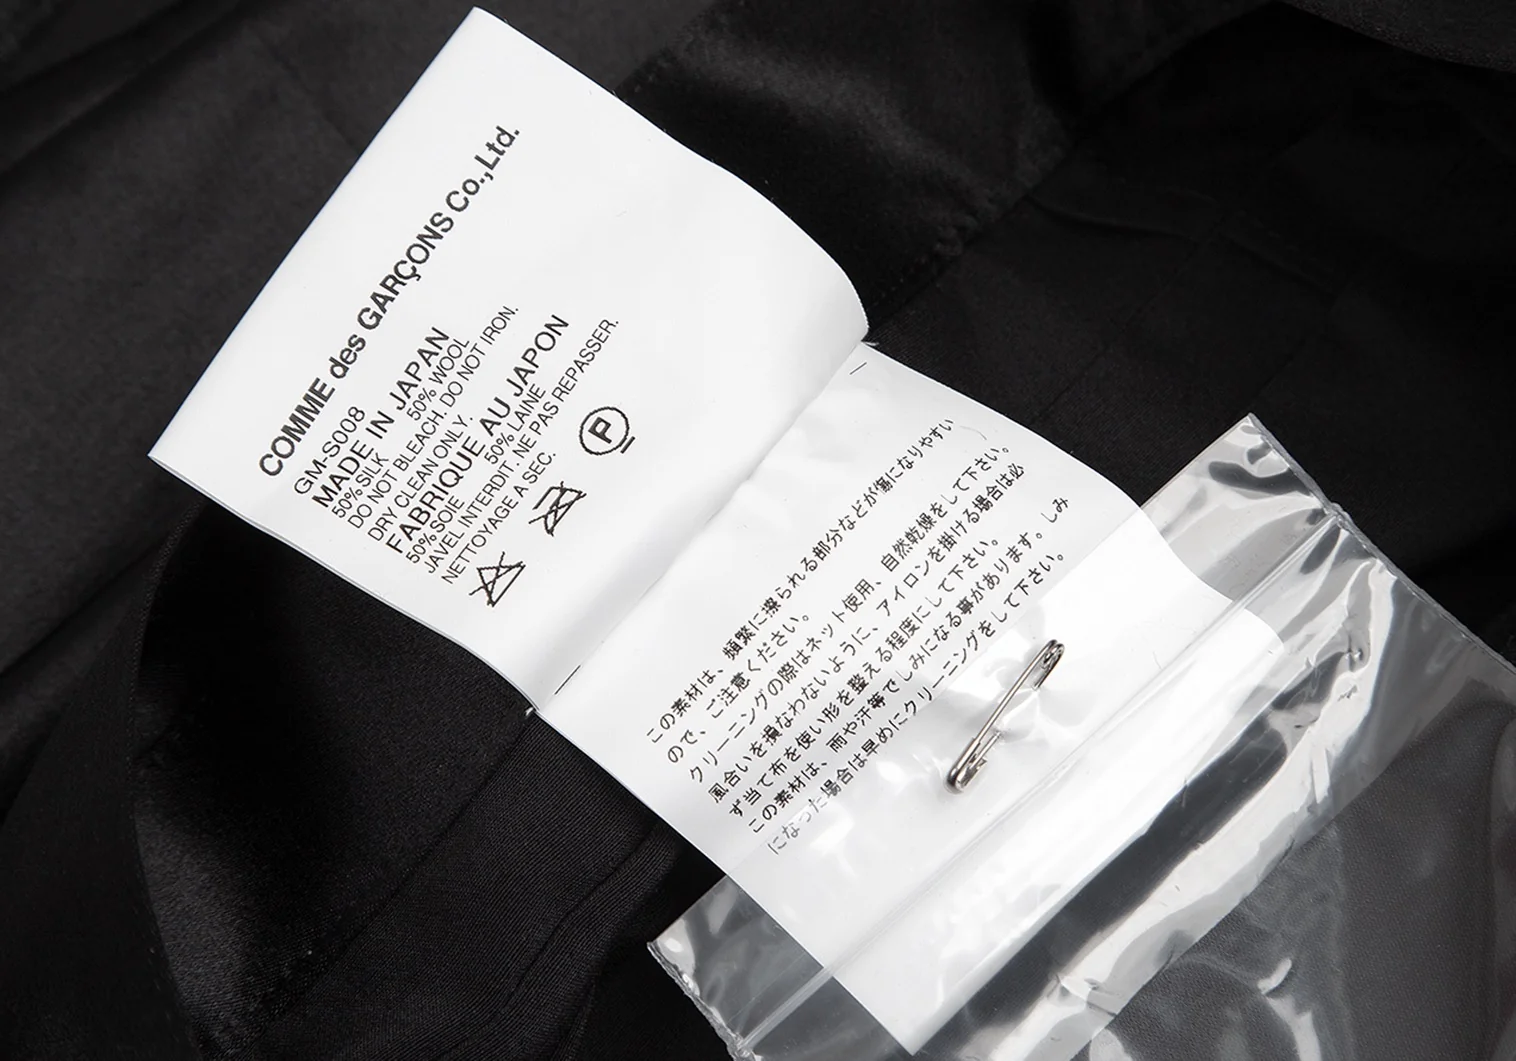 COMME des GARÇONS Co.,Ltd.
GM-S008
MADE IN JAPAN
50% SILK 50% WOOL
DO NOT BLEACH. DO NOT IRON.
DRY CLEAN ONLY.
FABRIQUE AU JAPON
50% SOIE 50% LAINE
JAVEL INTERDIT. NE PAS REPASSER.
NETTOYAGE A SEC.
P
この素材は、頻繁に擦られる部分などが傷になりやすい
ので、ご注意ください。
クリーニングの際はネット使用、自然乾燥をして下さい。
風合いを損なわないように、アイロンを掛ける場合は必
ず当て布を使い形を整える程度にして下さい。
この素材は、雨や汗等でしみになる事があります。しみ
になった場合は早めにクリーニングをして下さい。